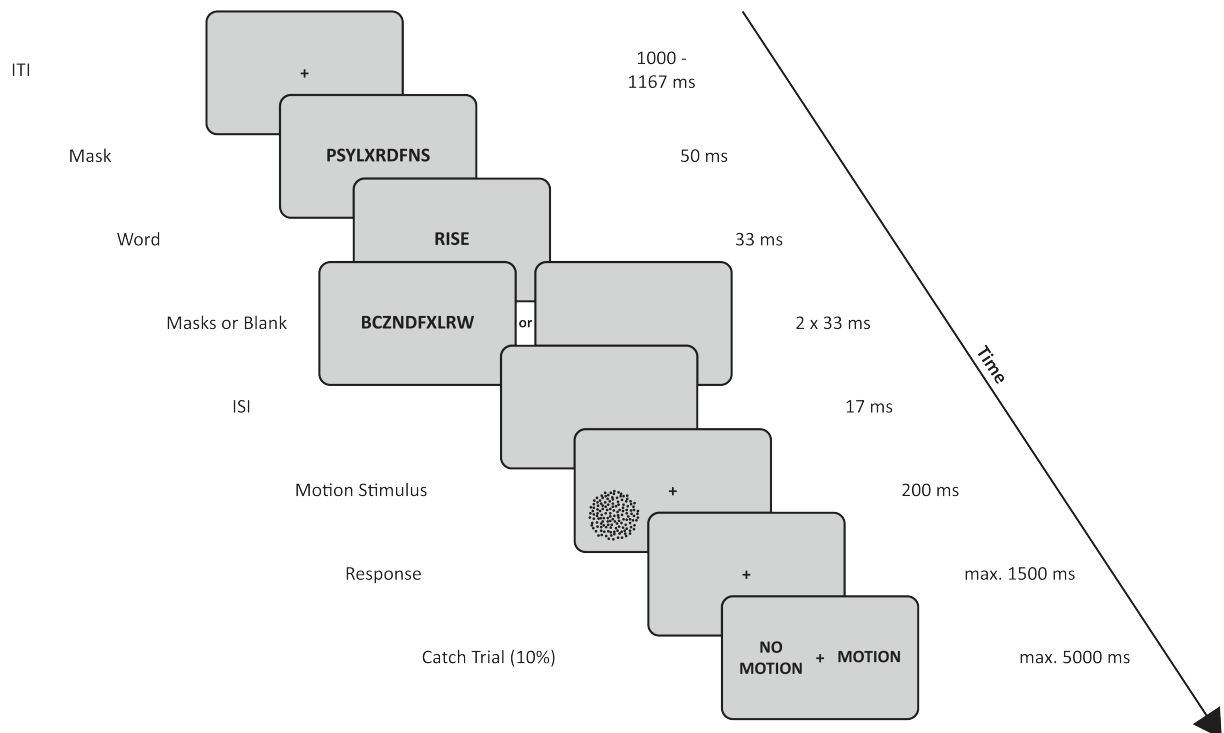 ITI
+
1000 -
1167 ms
Mask
PSYLXRDFNS
50 ms
Word
RISE
33 ms
Masks or Blank
BCZNDFXLRW
or
2 x 33 ms
Time
ISI
17 ms
Motion Stimulus
+
200 ms
Response
+
max. 1500 ms
Catch Trial (10%)
NO
MOTION + MOTION
max. 5000 ms